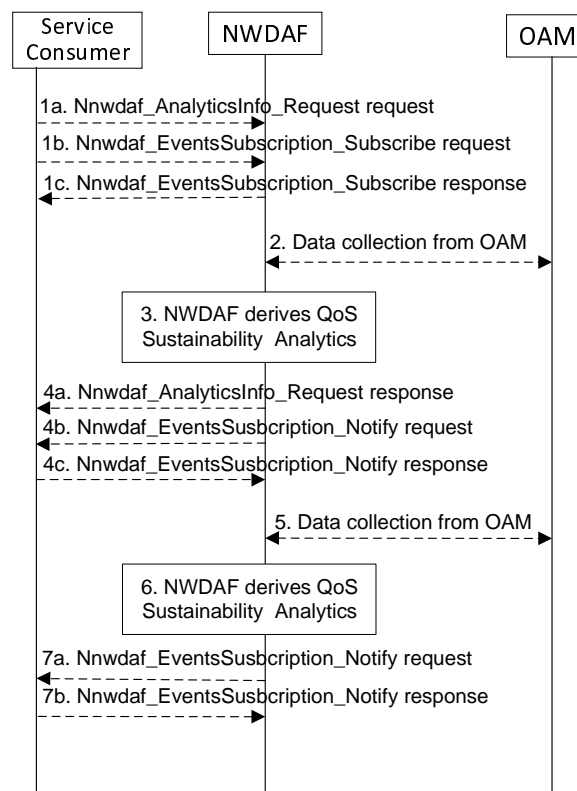 Service
Consumer
NWDAF
OAM
1a. Nnwdaf_AnalyticsInfo_Request request
1b. Nnwdaf_EventsSubscription_Subscribe request
1c. Nnwdaf_EventsSubscription_Subscribe response
2. Data collection from OAM
3. NWDAF derives QoS
Sustainability Analytics
4a. Nnwdaf_AnalyticsInfo_Request response
4b. Nnwdaf_EventsSusbcription_Notify request
4c. Nnwdaf_EventsSusbcription_Notify response
5. Data collection from OAM
6. NWDAF derives QoS
Sustainability Analytics
7a. Nnwdaf_EventsSusbcription_Notify request
7b. Nnwdaf_EventsSusbcription_Notify response